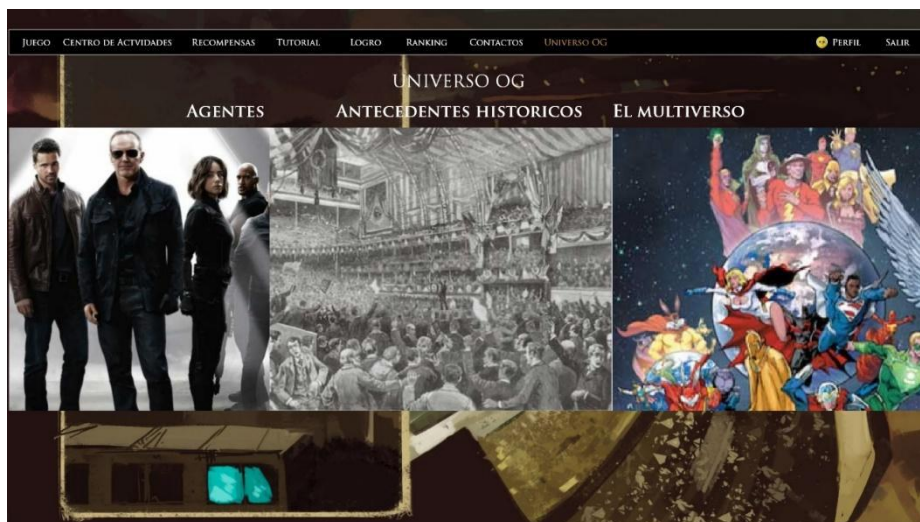 JUEGO CENTRO DE ACTVIDADES RECOMPENSAS TUTORIAL LOGRO RANKING CONTACTOS UNIVERSO OG PERFIL SALIR
UNIVERSO OG
AGENTES ANTECEDENTES HISTORICOS EL MULTIVERSO